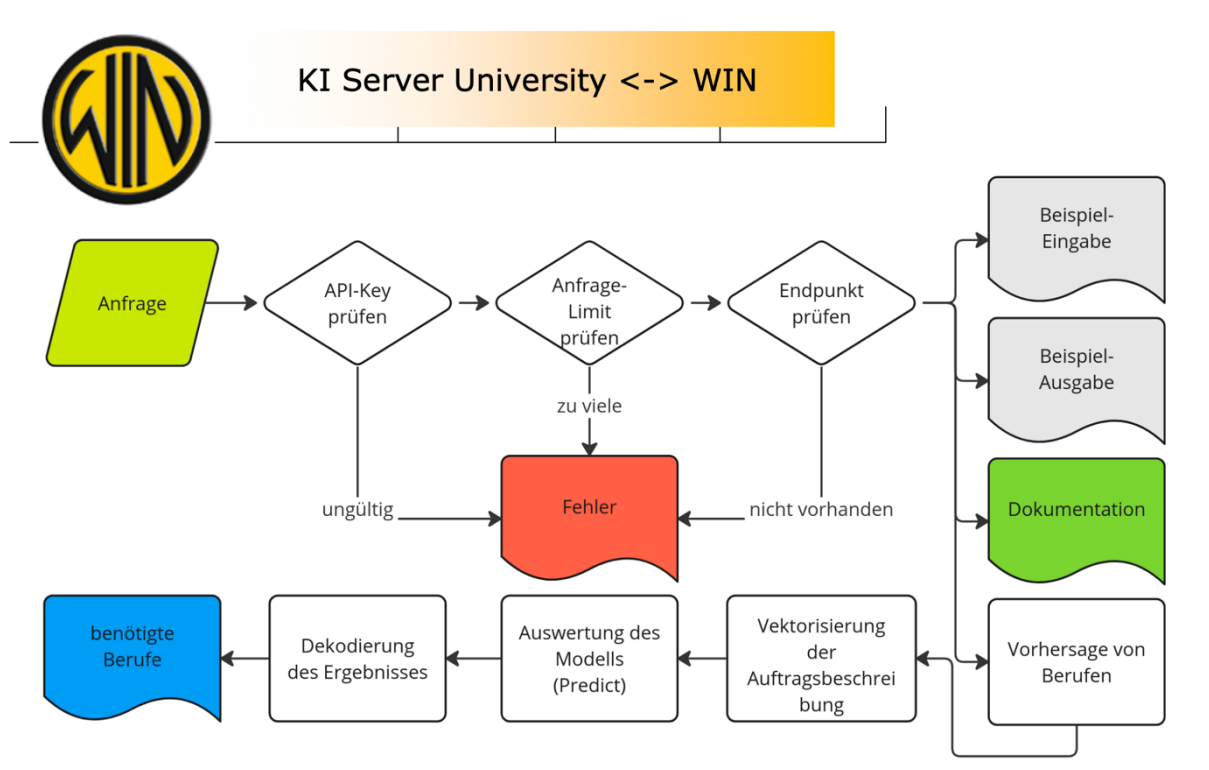 WIN
KI Server University <-> WIN
Beispiel-
Eingabe
Anfrage
API-Key
prüfen
Anfrage-
Limit
prüfen
Endpunkt
prüfen
Beispiel-
Ausgabe
zu viele
ungültig
Fehler
nicht vorhanden
Dokumentation
benötigte
Berufe
Dekodierung
des Ergebnisses
Auswertung des
Modells
(Predict)
Vektorisierung
der
Auftragsbeschrei
bung
Vorhersage von
Berufen